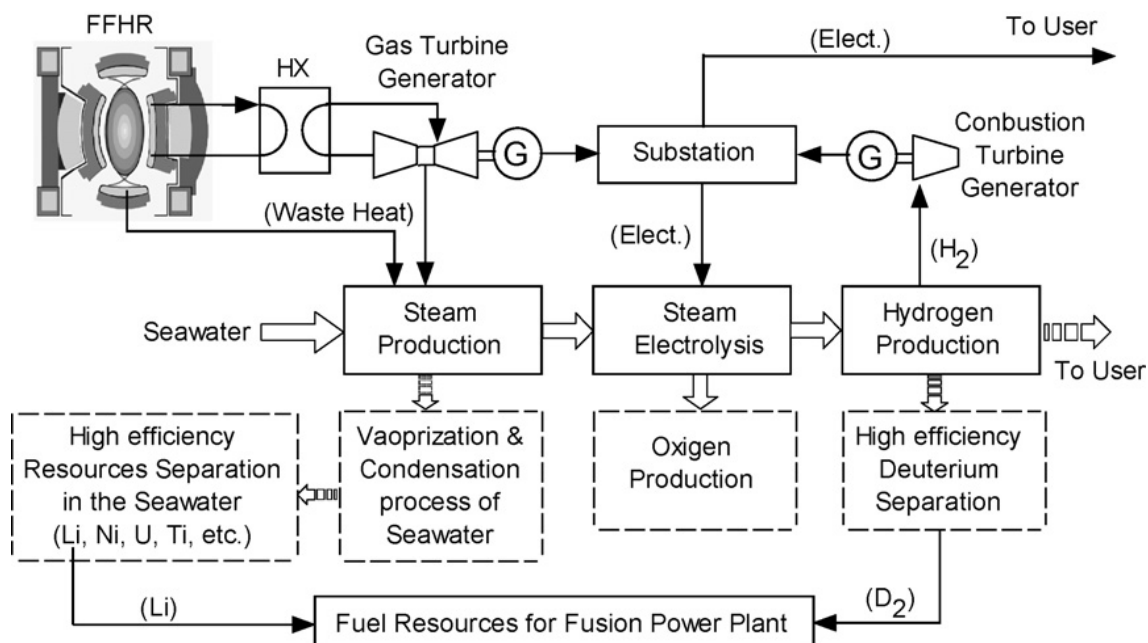 FFHR
HX
Gas Turbine
Generator
(Elect.)
To User
G
Substation
G
Conbustion
Turbine
Generator
(Waste Heat)
(Elect.)
(H2)
Seawater
Steam
Production
Steam
Electrolysis
Hydrogen
Production
To User
High efficiency
Resources Separation
in the Seawater
(Li, Ni, U, Ti, etc.)
Vaoprization &
Condensation
process of
Seawater
Oxigen
Production
High efficiency
Deuterium
Separation
(Li)
(D2)
Fuel Resources for Fusion Power Plant